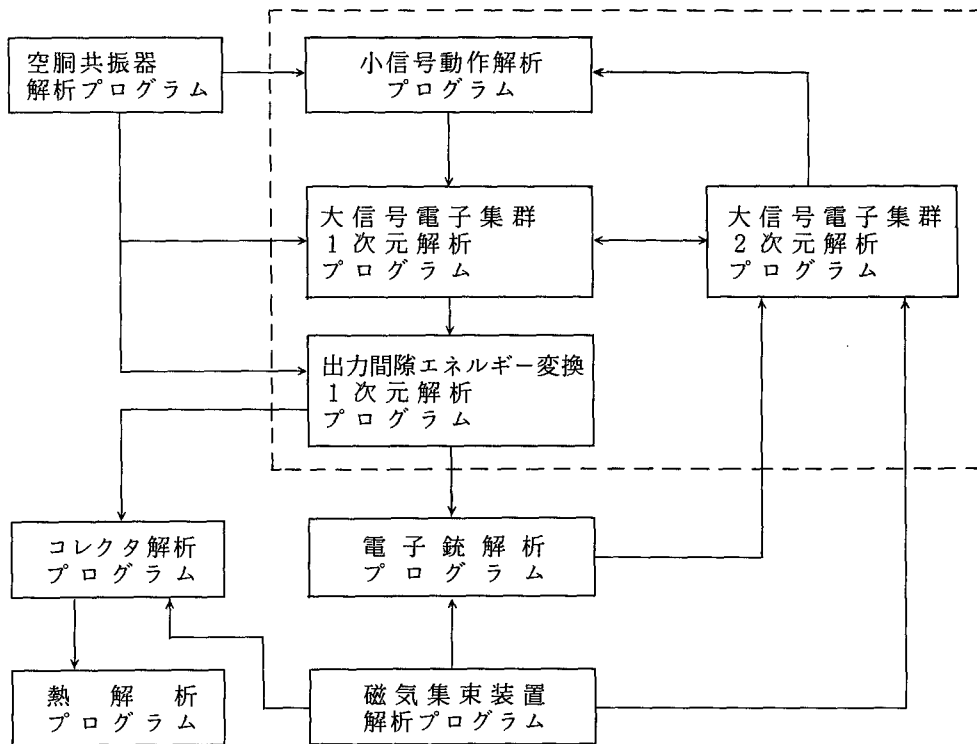 空胴共振器
解析プログラム
小信号動作解析
プログラム
大信号電子集群
1次元解析
プログラム
大信号電子集群
2次元解析
プログラム
出力間隙エネルギー変換
1次元解析
プログラム
コレクタ解析
プログラム
電子銃解析
プログラム
熱解析
プログラム
磁気集束装置
解析プログラム